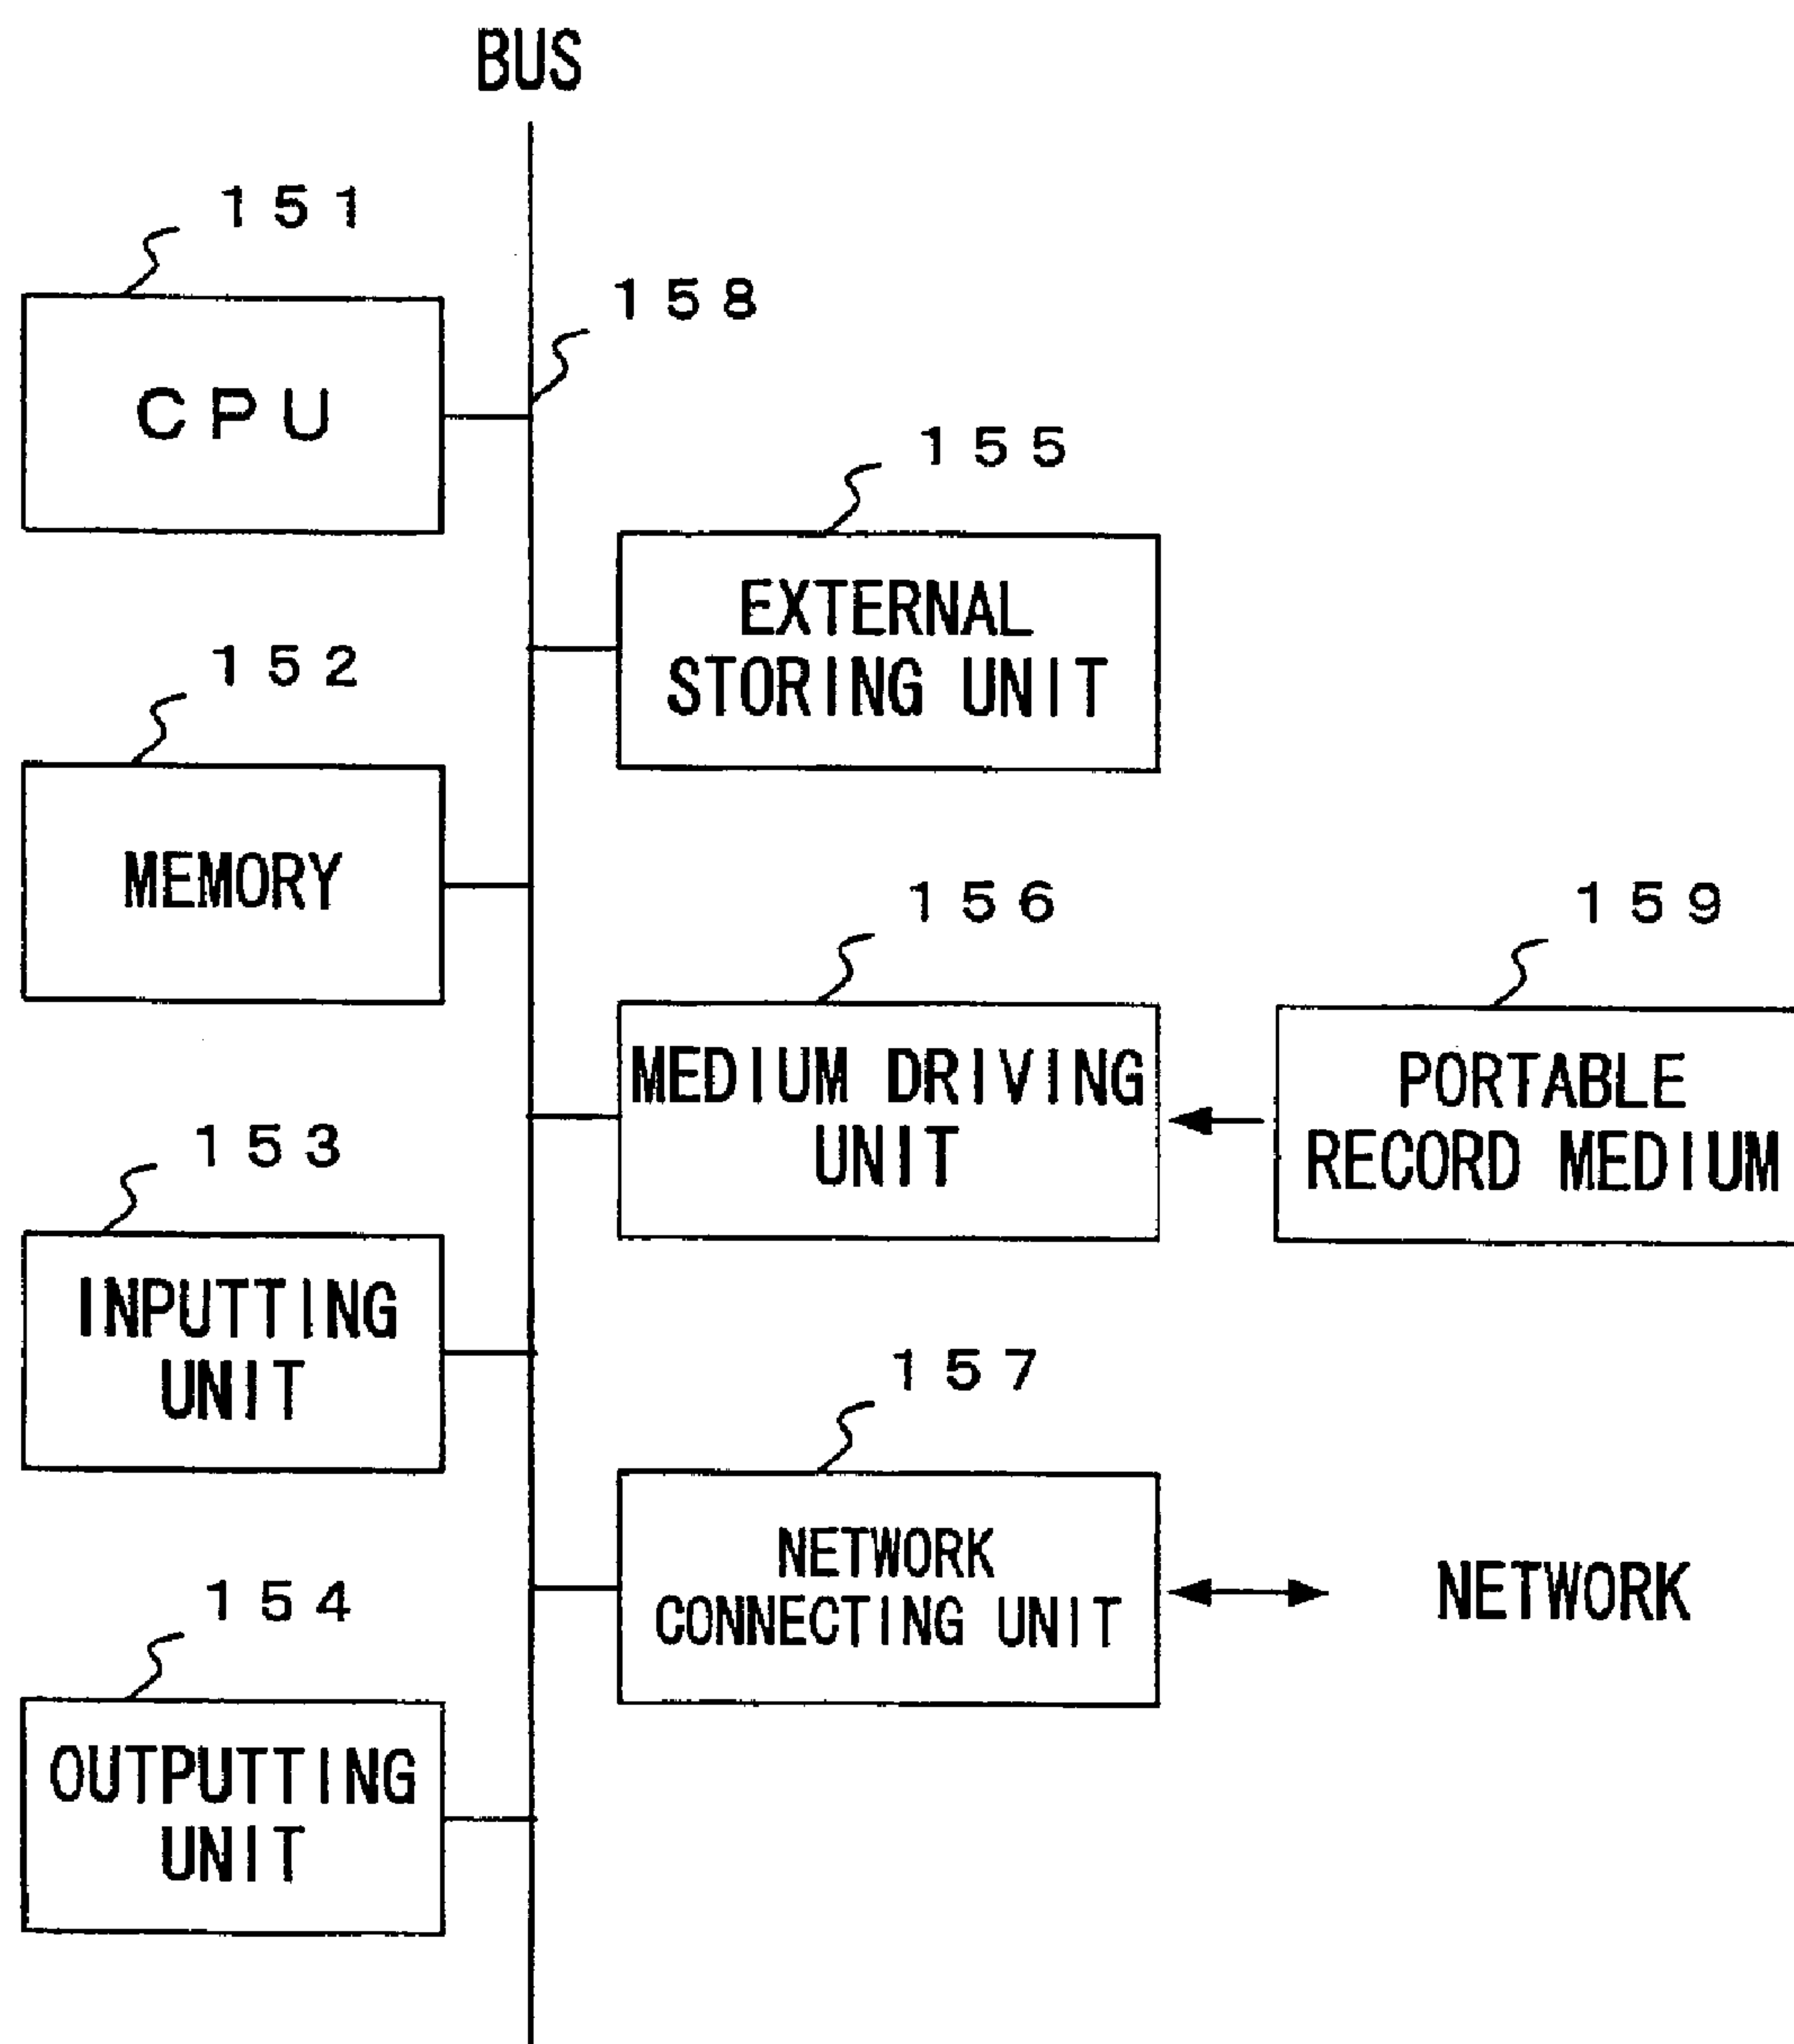 BUS
151
CPU
158
155
EXTERNAL
STORING UNIT
152
MEMORY
156
MEDIUM DRIVING
UNIT
159
PORTABLE
RECORD MEDIUM
153
INPUTTING
UNIT
157
NETWORK
CONNECTING UNIT
NETWORK
154
OUTPUTTING
UNIT